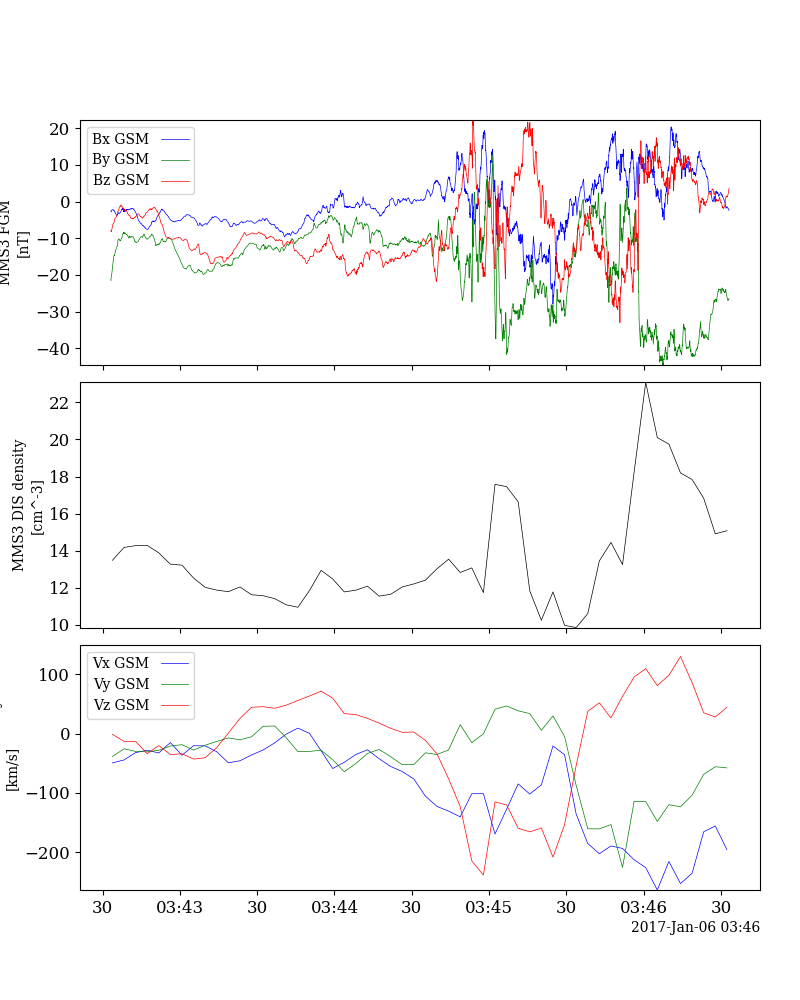 20
10
0
−10
−20
−30
−40
MMS3 FGM
[nT]
Bx GSM
By GSM
Bz GSM
22
20
18
16
14
12
10
MMS3 DIS density
[cm^-3]
100
0
−100
−200
[km/s]
Vx GSM
Vy GSM
Vz GSM
30 03:43 30 03:44 30 03:45 30 03:46 30
2017-Jan-06 03:46